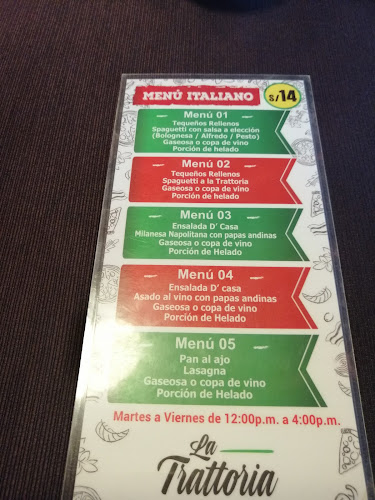 MENÚ ITALIANO
S/14
Menú 01
Tequeños Rellenos
Spaguetti con salsa a elección
(Bolognesa / Alfredo / Pesto)
Gaseosa o copa de vino
Porción de helado
Menú 02
Tequeños Rellenos
Spaguetti a la Trattoria
Gaseosa o copa de vino
Porción de helado
Menú 03
Ensalada D' Casa
Milanesa Napolitana con papas andinas
Gaseosa o copa de vino
Porción de Helado
Menú 04
Ensalada D' casa
Asado al vino con papas andinas
Gaseosa o copa de vino
Porción de Helado
Menú 05
Pan al ajo
Lasagna
Gaseosa o copa de vino
Porción de Helado
Martes a Viernes de 12:00p.m. a 4:00p.m.
La
Trattoria